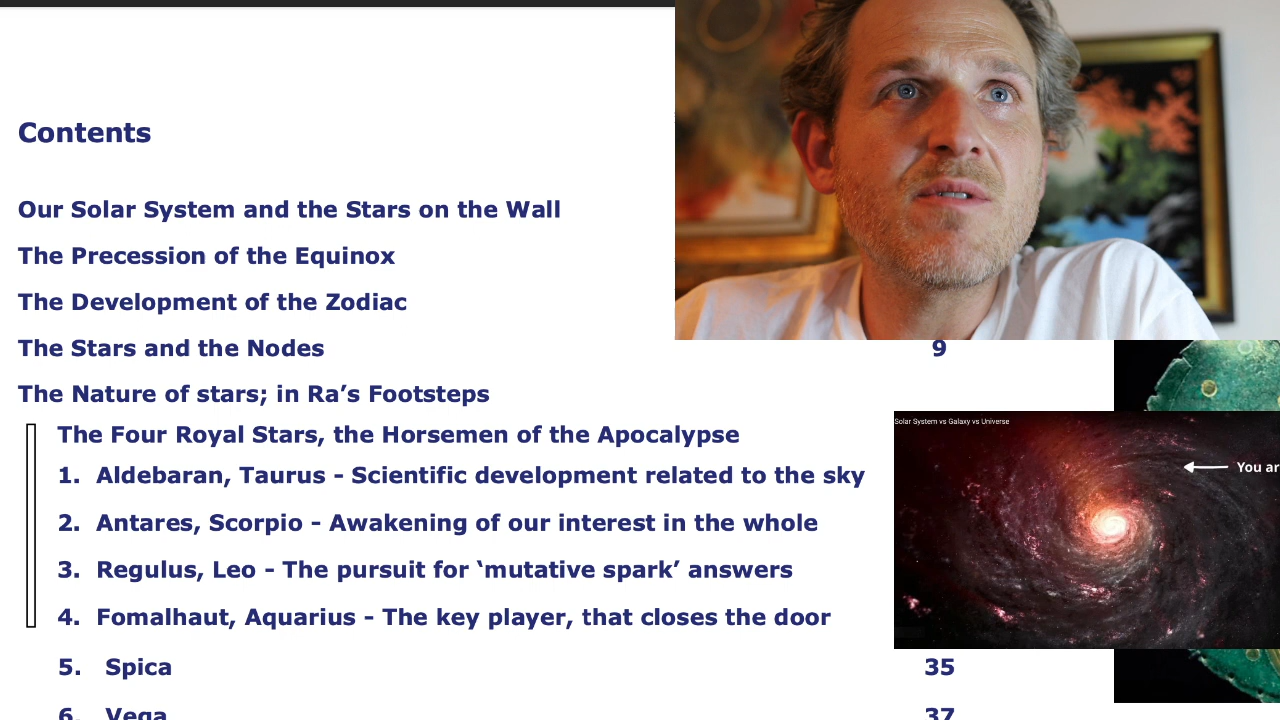 Contents
Our Solar System and the Stars on the Wall
The Precession of the Equinox
The Development of the Zodiac
The Stars and the Nodes 9
The Nature of stars; in Ra’s Footsteps
The Four Royal Stars, the Horsemen of the Apocalypse
1. Aldebaran, Taurus - Scientific development related to the sky
2. Antares, Scorpio - Awakening of our interest in the whole
3. Regulus, Leo - The pursuit for ‘mutative spark’ answers
4. Fomalhaut, Aquarius - The key player, that closes the door
5. Spica 35
6. Vega 37
Solar System vs Galaxy vs Universe
You ar